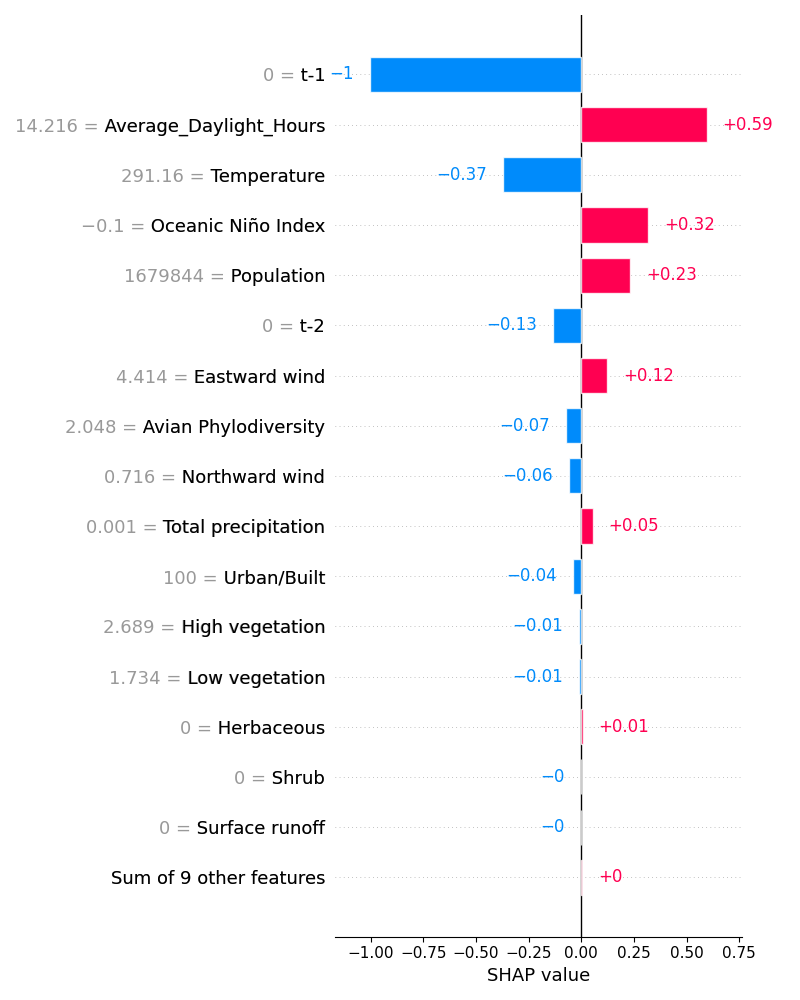 0 = t-1 −1
14.216 = Average_Daylight_Hours +0.59
291.16 = Temperature −0.37
−0.1 = Oceanic Niño Index +0.32
1679844 = Population +0.23
0 = t-2 −0.13
4.414 = Eastward wind +0.12
2.048 = Avian Phylodiversity −0.07
0.716 = Northward wind −0.06
0.001 = Total precipitation +0.05
100 = Urban/Built −0.04
2.689 = High vegetation −0.01
1.734 = Low vegetation −0.01
0 = Herbaceous +0.01
0 = Shrub −0
0 = Surface runoff −0
Sum of 9 other features +0
−1.00 −0.75 −0.50 −0.25 0.00 0.25 0.50 0.75
SHAP value